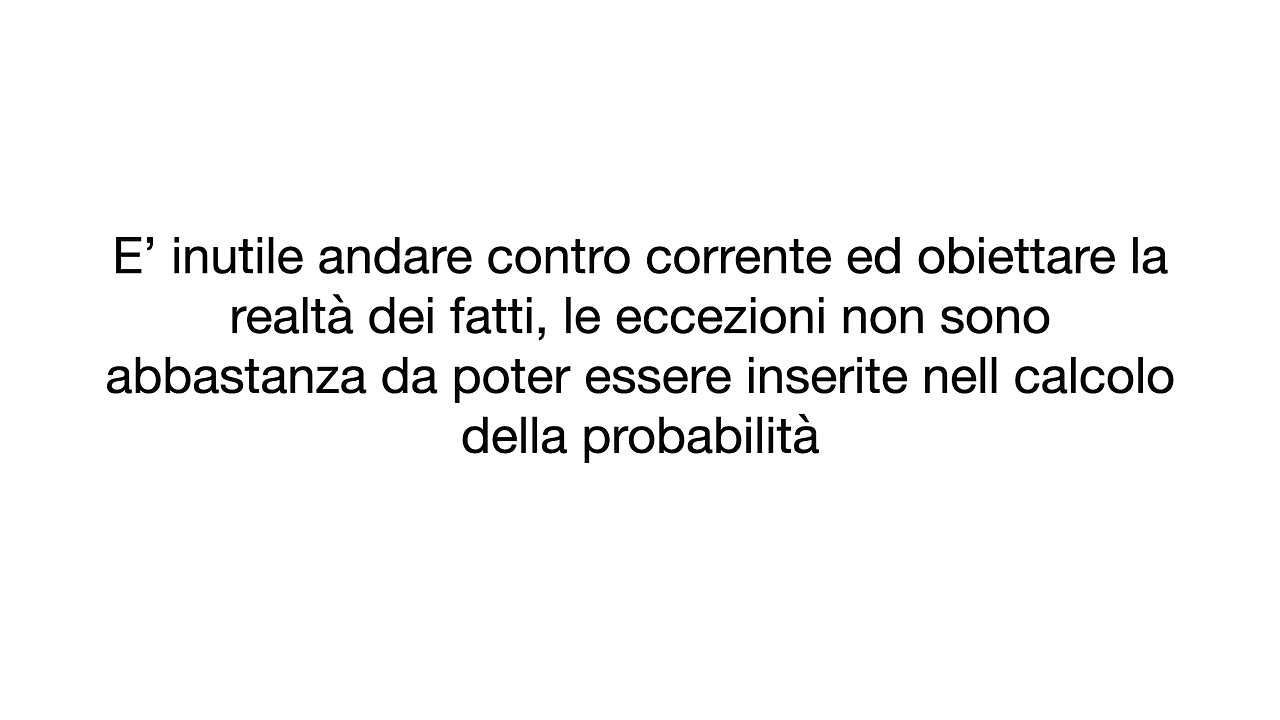 E’ inutile andare contro corrente ed obiettare la
realtà dei fatti, le eccezioni non sono
abbastanza da poter essere inserite nell calcolo
della probabilità